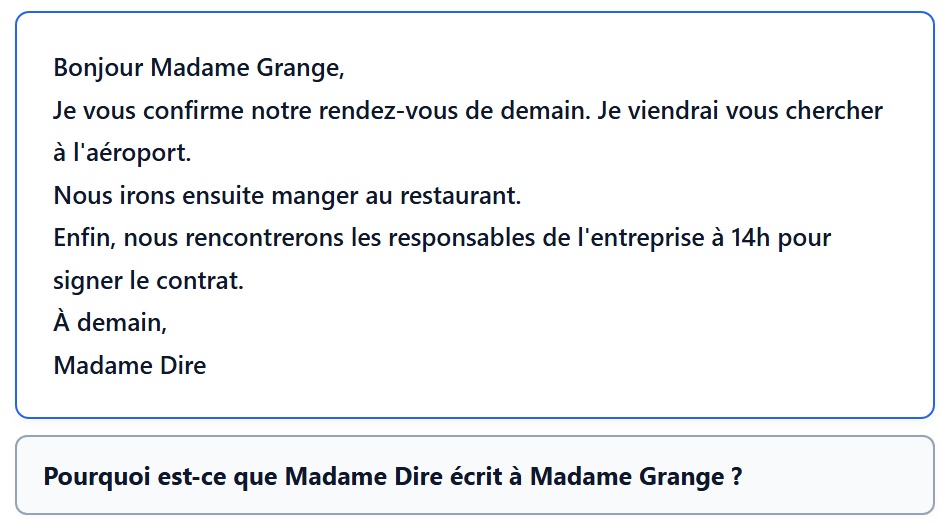 Bonjour Madame Grange,
Je vous confirme notre rendez-vous de demain. Je viendrai vous chercher
à l'aéroport.
Nous irons ensuite manger au restaurant.
Enfin, nous rencontrerons les responsables de l'entreprise à 14h pour
signer le contrat.
À demain,
Madame Dire
Pourquoi est-ce que Madame Dire écrit à Madame Grange ?